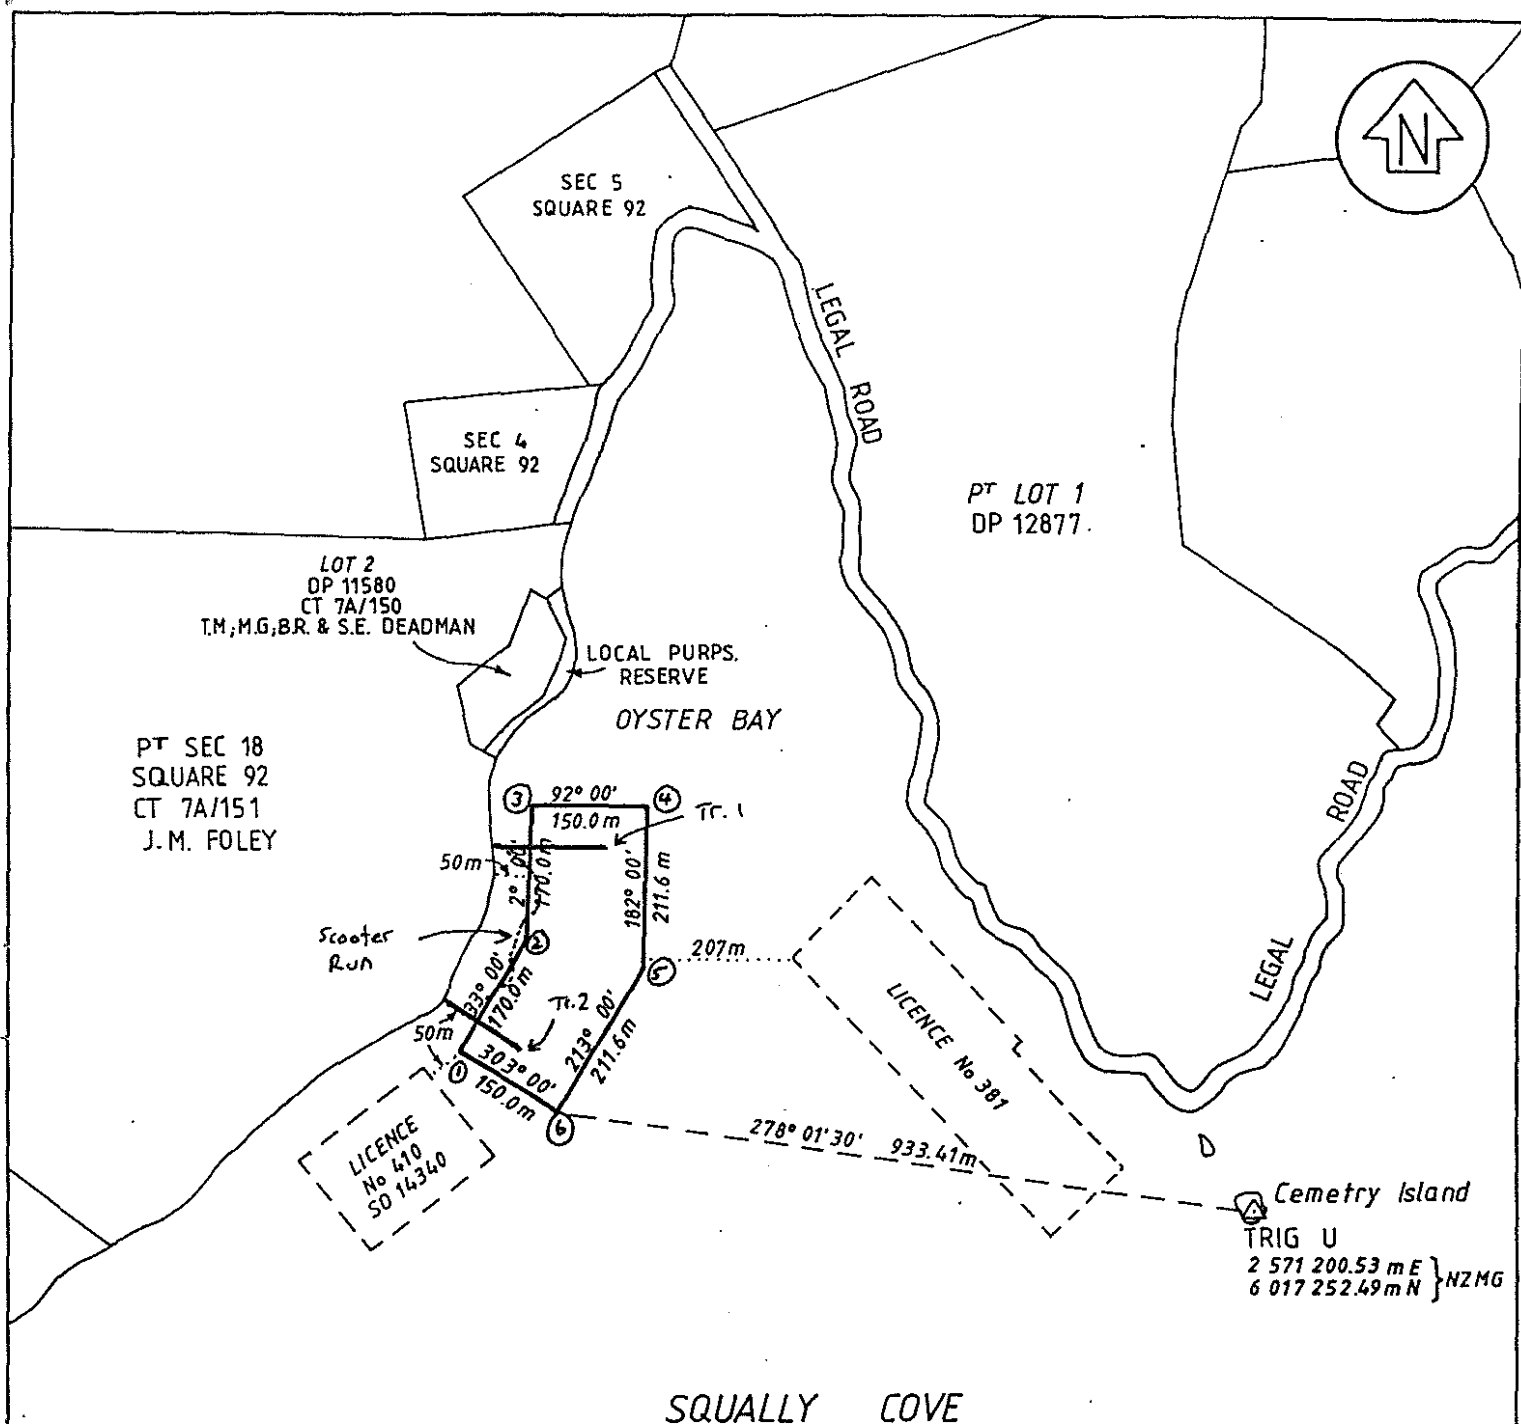 N
SEC 5
SQUARE 92
LEGAL ROAD
SEC 4
SQUARE 92
PT LOT 1
DP 12877.
LOT 2
DP 11580
CT 7A/150
T.M;M.G;B.R. & S.E. DEADMAN
LOCAL PURPS.
RESERVE
OYSTER BAY
PT SEC 18
SQUARE 92
CT 7A/151
J.M. FOLEY
3
92° 00'
4
150.0 m
Tr. 1
50m
2° 00'
170.0m
182° 00'
211.6 m
ROAD
LEGAL
Scooter
Run
2
207m
5
33° 00'
170.0m
Tr.2
50m
213° 00'
211.6m
1
303° 00'
150.0m
6
LICENCE No 381
LICENCE
No 410
SO 14340
278° 01' 30" 933.41m
Cemetry Island
TRIG U
2 571 200.53 m E
6 017 252.49 m N } NZMG
SQUALLY COVE